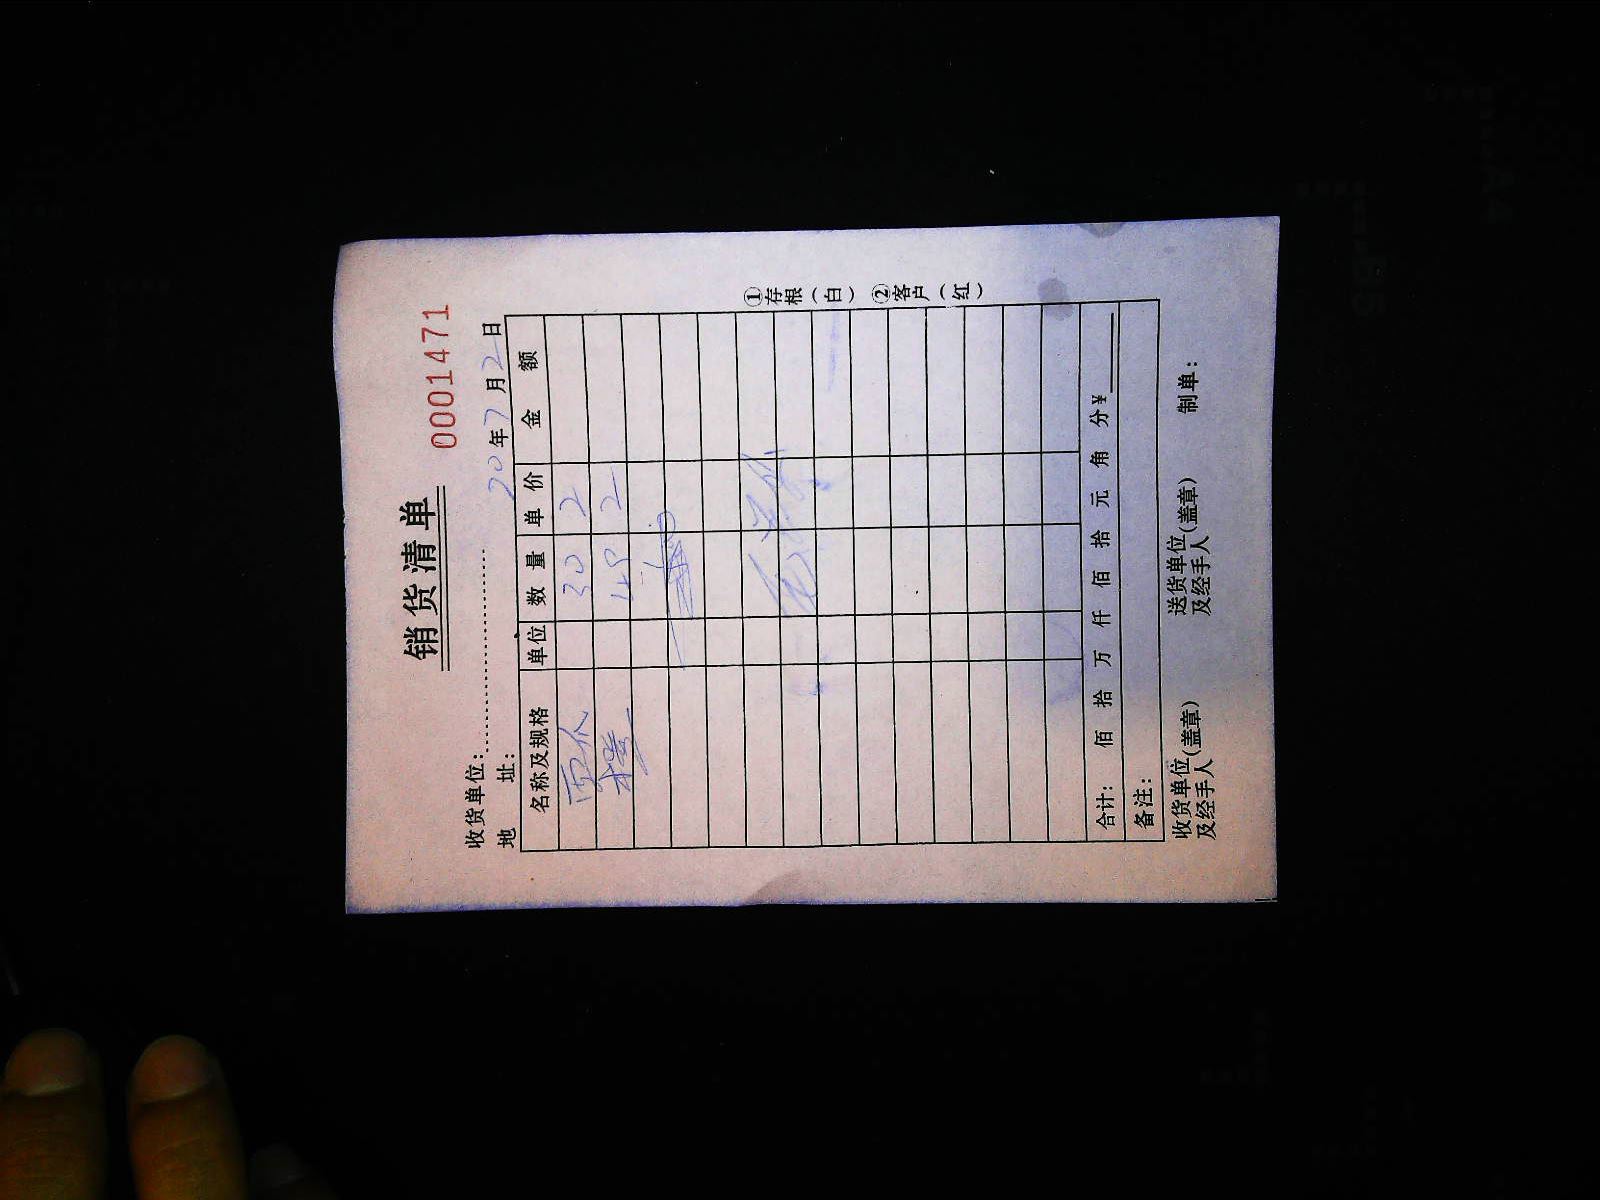 销货清单
0001471
收货单位:
20年7月2日
地 址:
名称及规格 单位 数量 单价 金额
30 2
2
①存根(白) ②客户(红)
合计: 佰 拾 万 仟 佰 拾 元 角 分 ¥
备注:
收货单位及经手人(盖章) 送货单位及经手人(盖章) 制单: